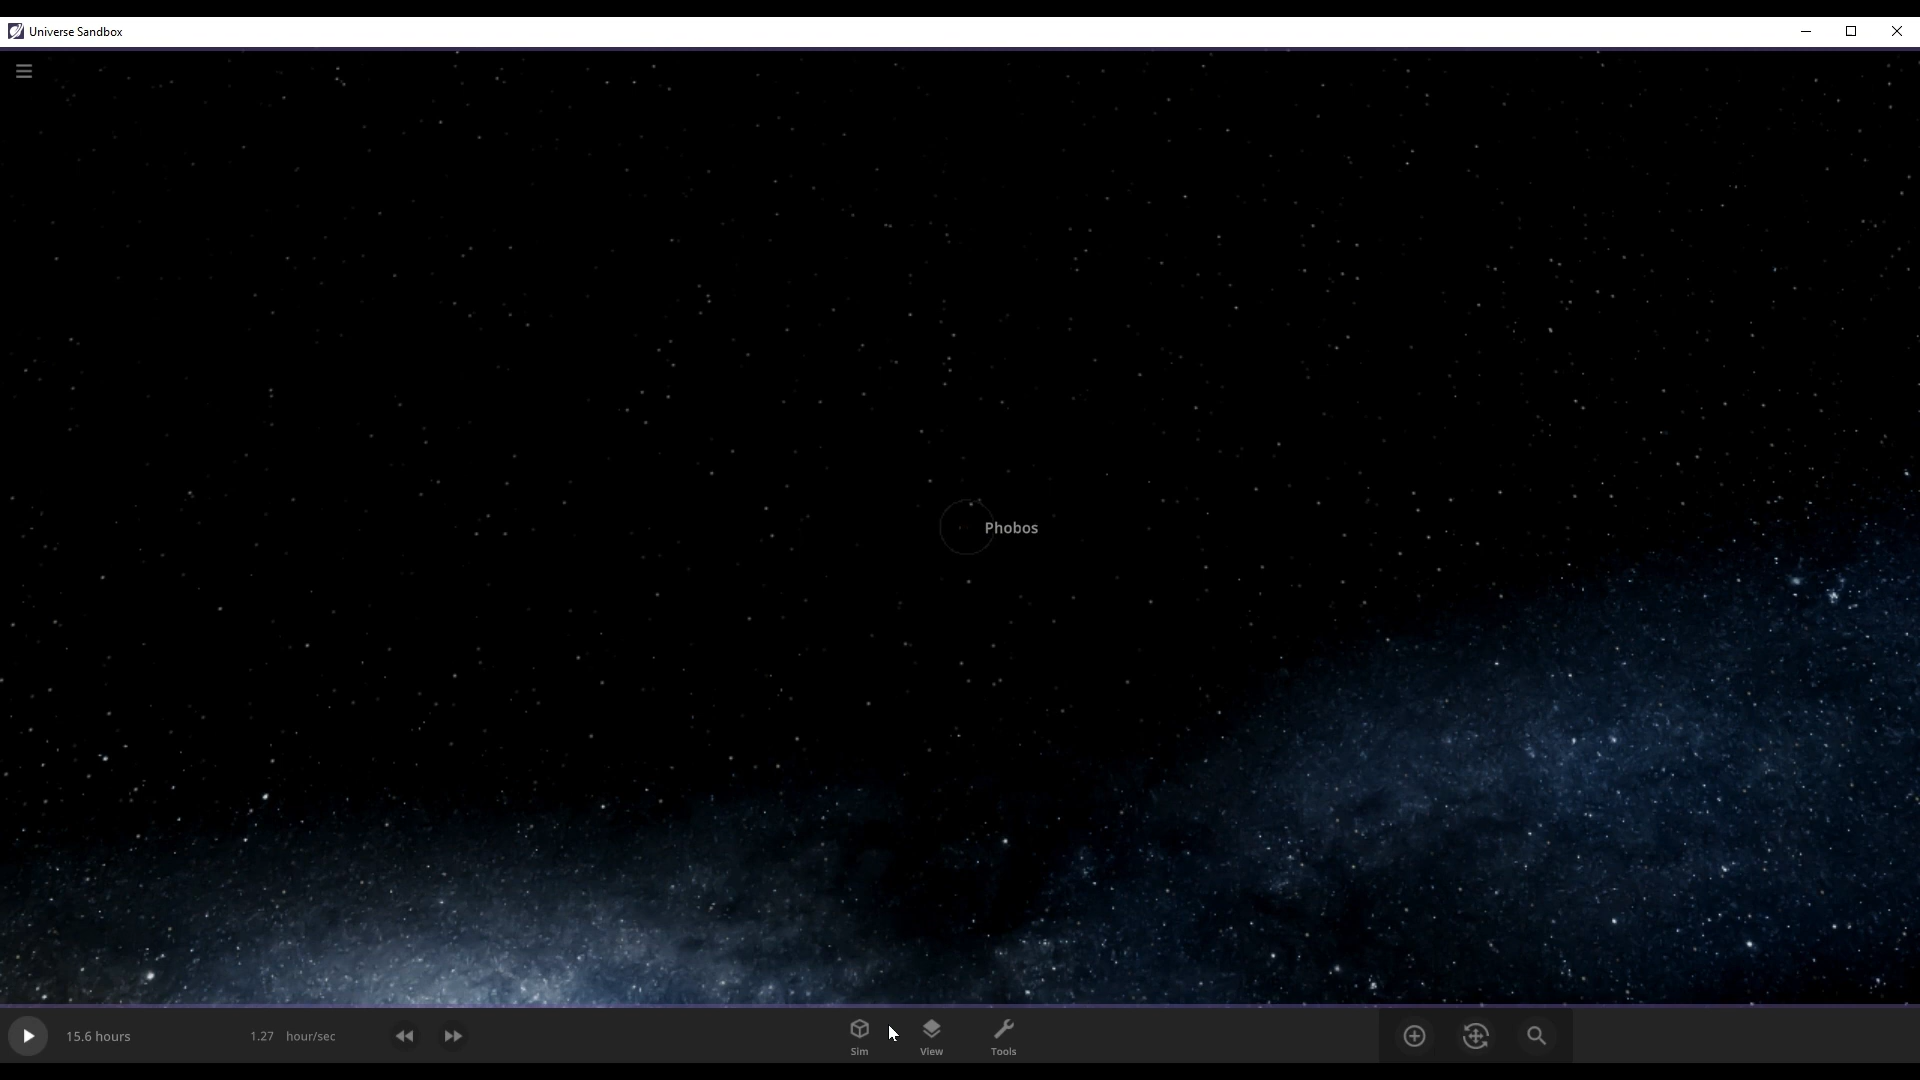 Universe Sandbox
Phobos
15.6 hours
1.27 hour/sec
Sim
View
Tools